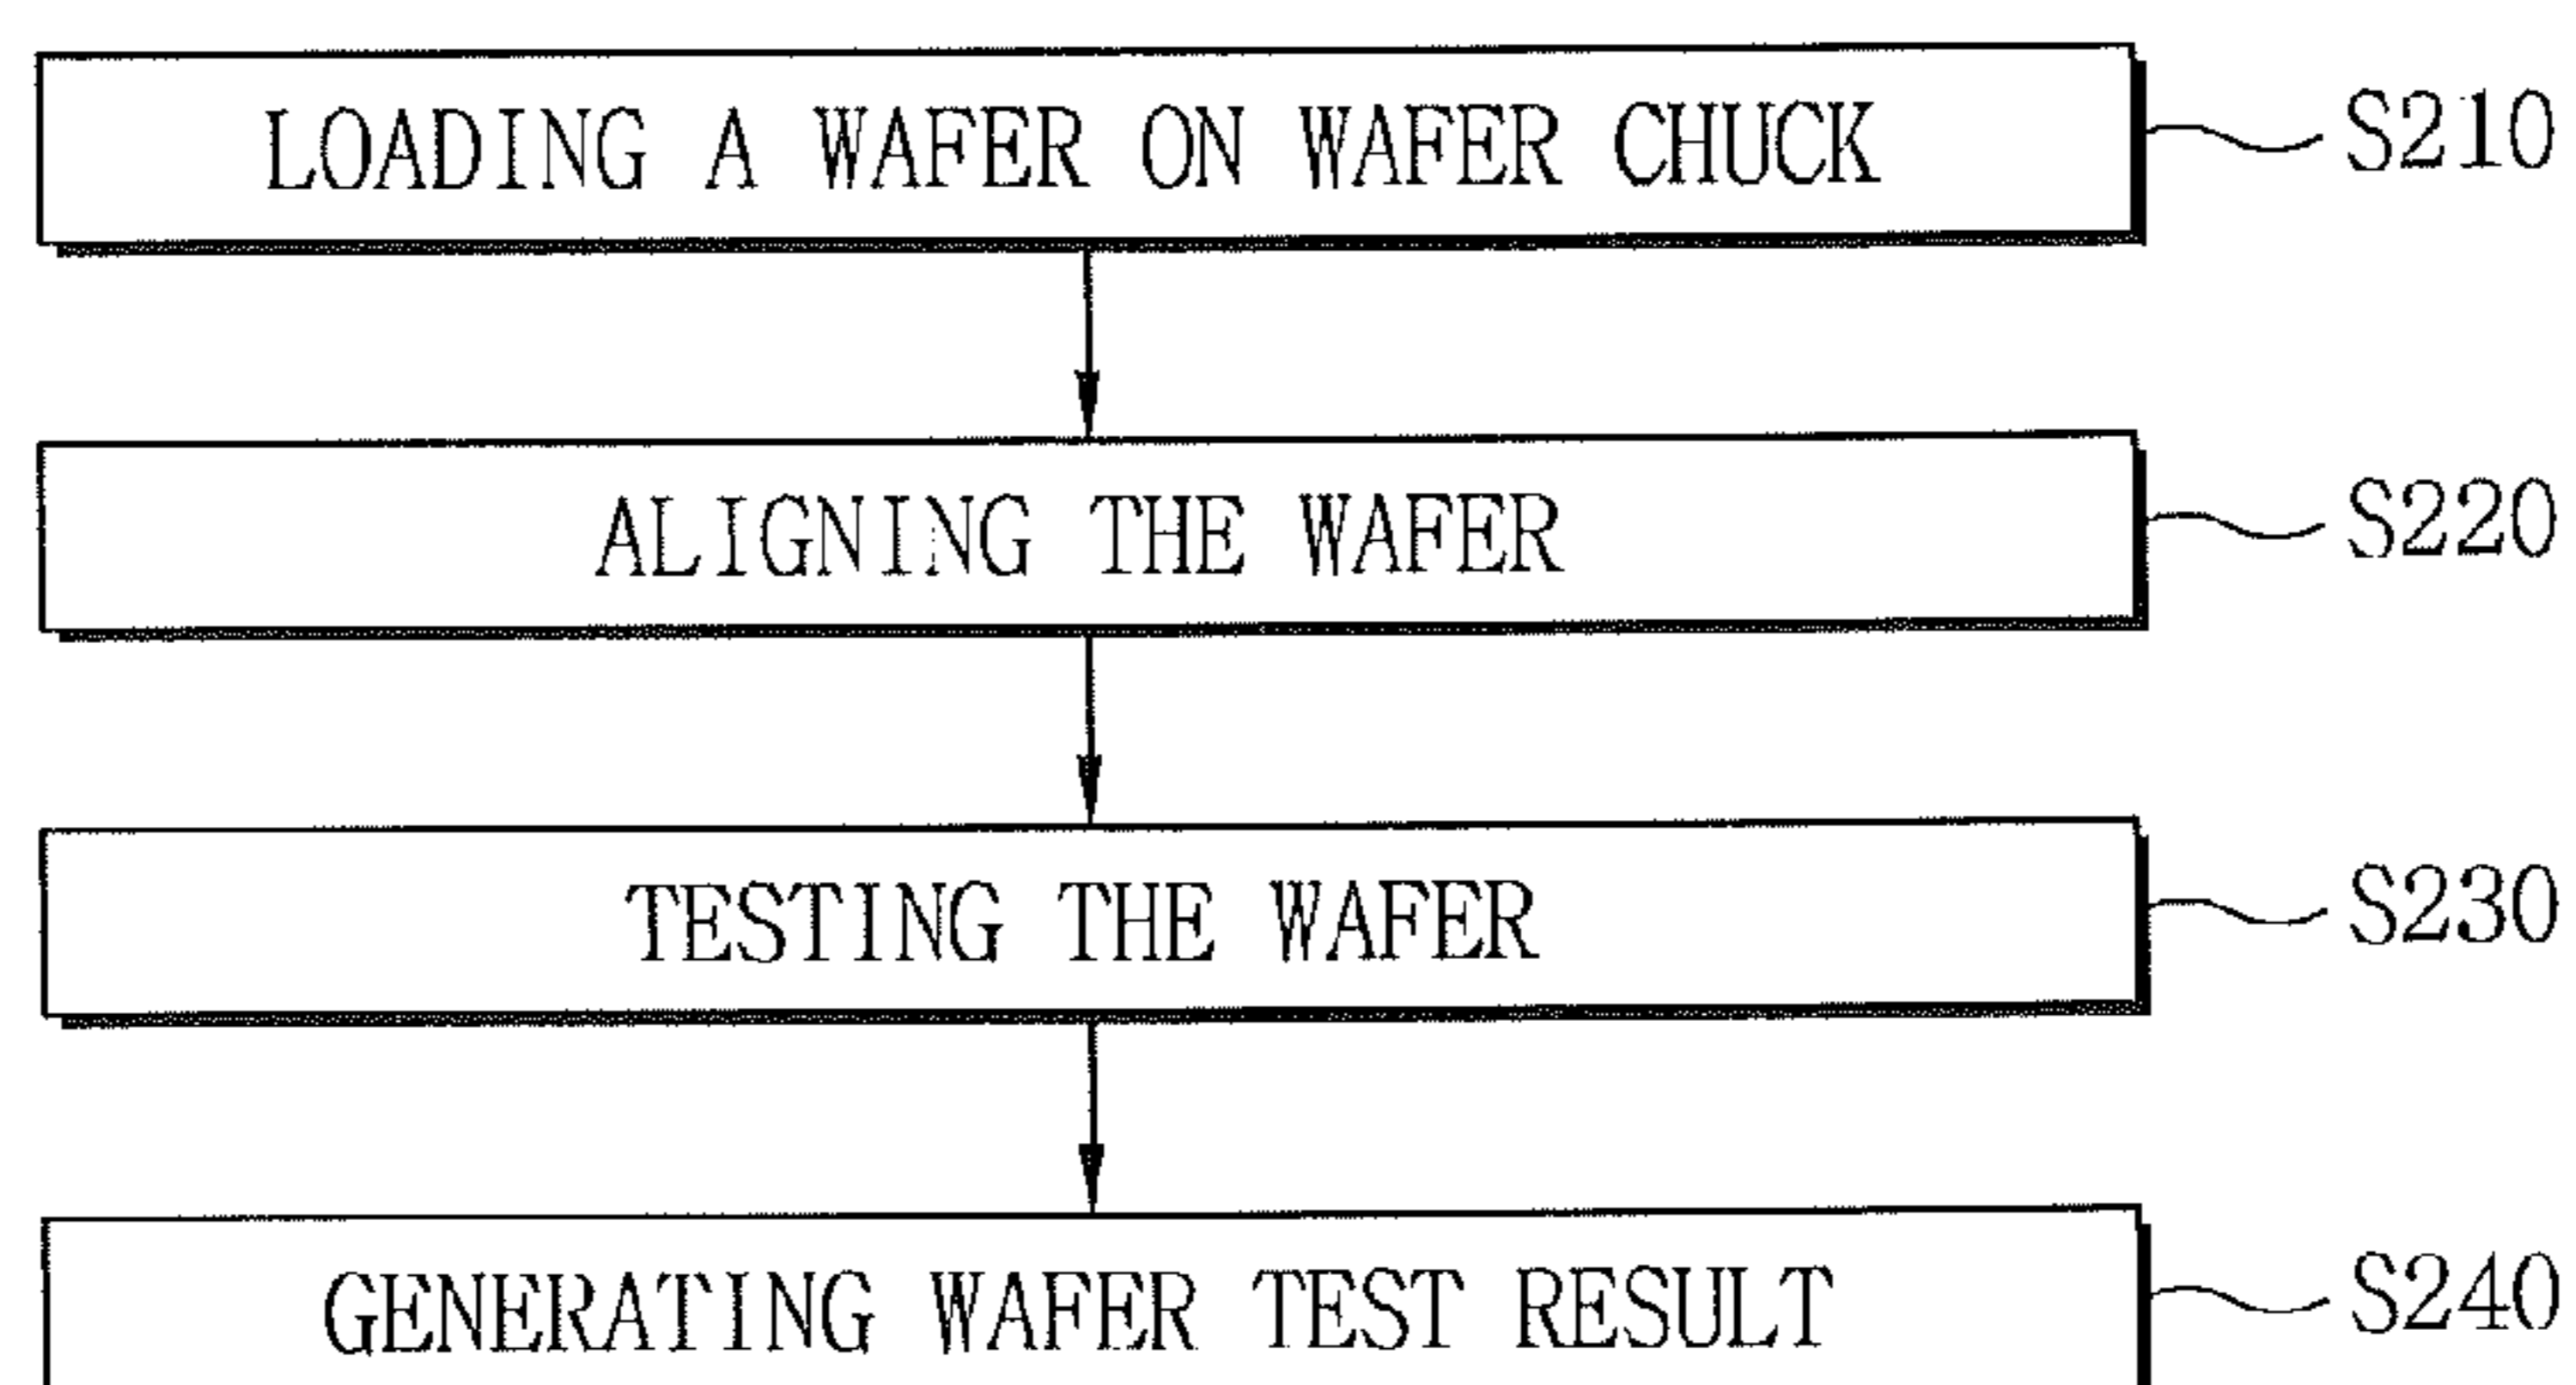 LOADING A WAFER ON WAFER CHUCK S210
ALIGNING THE WAFER S220
TESTING THE WAFER S230
GENERATING WAFER TEST RESULT S240